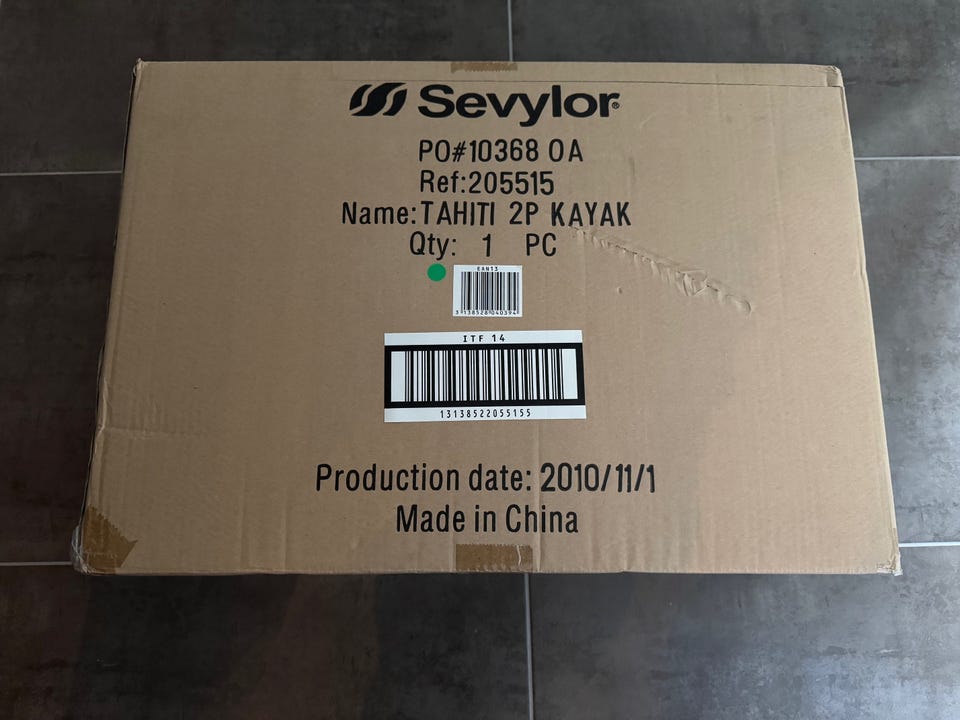 Sevylor®
PO#10368 OA
Ref:205515
Name:TAHITI 2P KAYAK
Qty: 1 PC
EAN13
3138528040394
ITF 14
13138522055155
Production date: 2010/11/1
Made in China